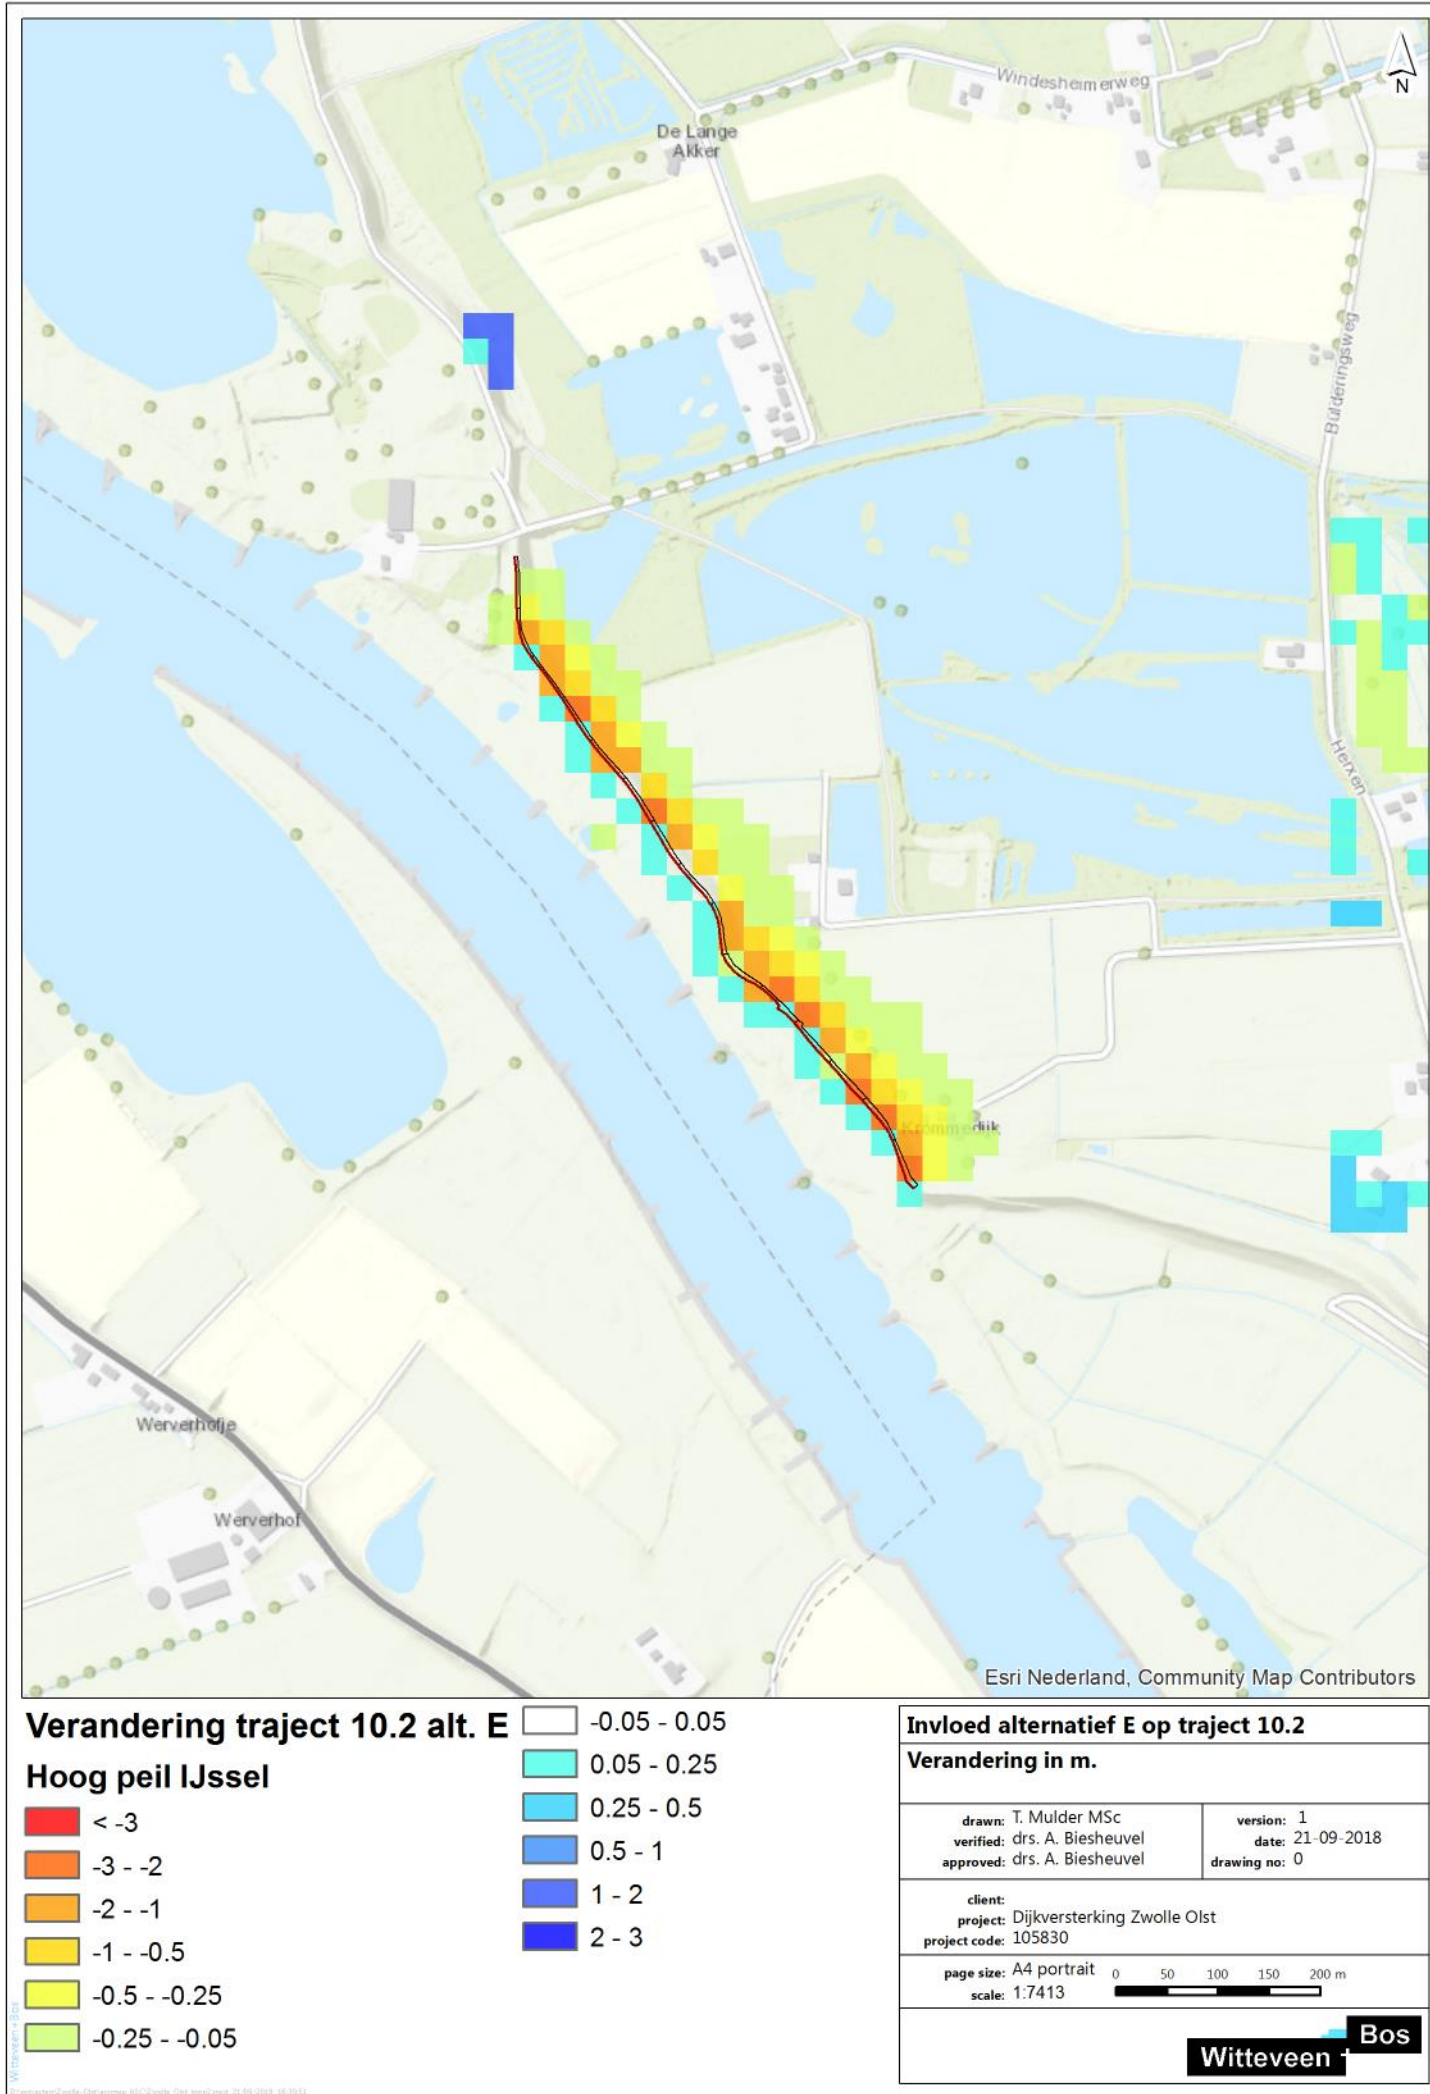 Windesheimerweg
N
De Lange
Akker
Bulderingsweg
Herxen
Krommedijk
Werverhofje
Werverhof
Esri Nederland, Community Map Contributors
Verandering traject 10.2 alt. E
Hoog peil IJssel
< -3
-3 - -2
-2 - -1
-1 - -0.5
-0.5 - -0.25
-0.25 - -0.05
-0.05 - 0.05
0.05 - 0.25
0.25 - 0.5
0.5 - 1
1 - 2
2 - 3
Invloed alternatief E op traject 10.2
Verandering in m.
drawn: T. Mulder MSc
verified: drs. A. Biesheuvel
approved: drs. A. Biesheuvel
version: 1
date: 21-09-2018
drawing no: 0
client:
project: Dijkversterking Zwolle Olst
project code: 105830
page size: A4 portrait
scale: 1:7413
0 50 100 150 200 m
Witteveen + Bos
Witteveen+Bos